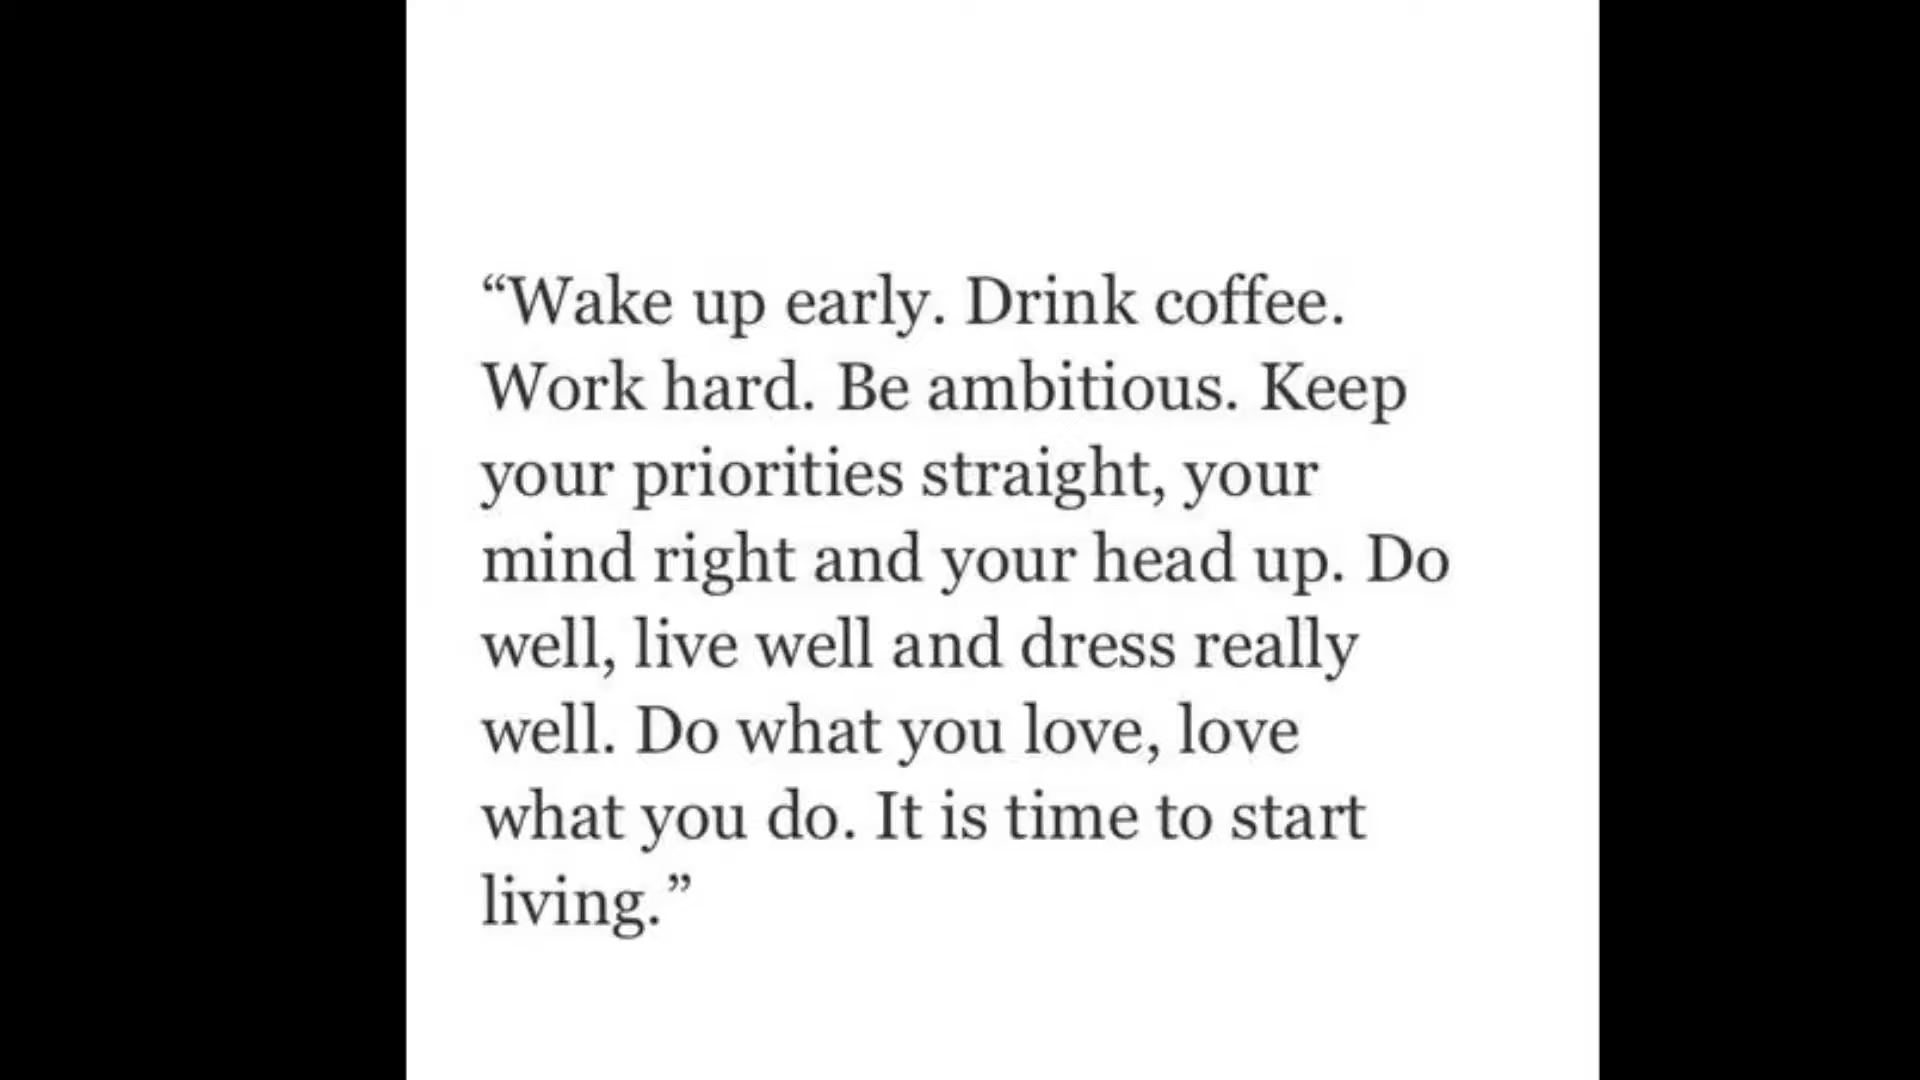 “Wake up early. Drink coffee.
Work hard. Be ambitious. Keep
your priorities straight, your
mind right and your head up. Do
well, live well and dress really
well. Do what you love, love
what you do. It is time to start
living.”